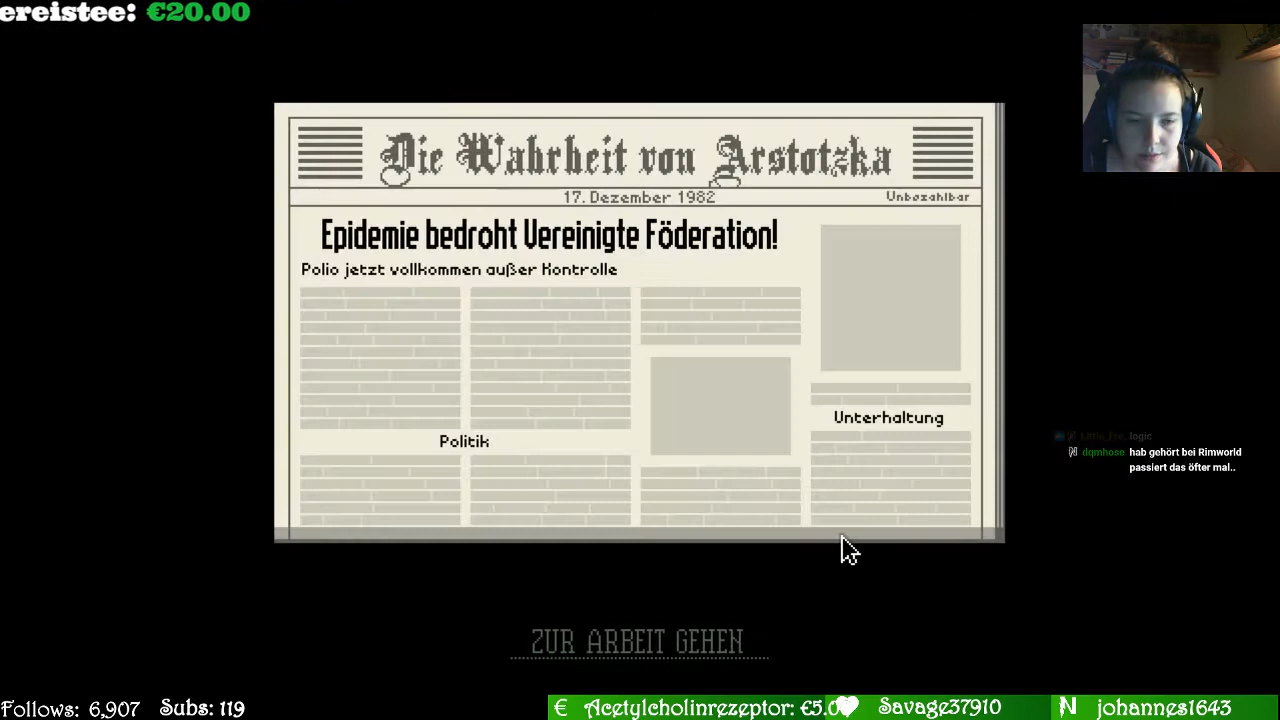 ereistee: €20.00
Die Wahrheit von Arstotzka
17. Dezember 1982
Unbezahlbar
Epidemie bedroht Vereinigte Föderation!
Polio jetzt vollkommen außer Kontrolle
Unterhaltung
Politik
logic
dqmhose hab gehört bei Rimworld
passiert das öfter mal..
ZUR ARBEIT GEHEN
Follows: 6,907 Subs: 119
€ Acetylcholinrezeptor: €5.0 Savage37910 johannes1643